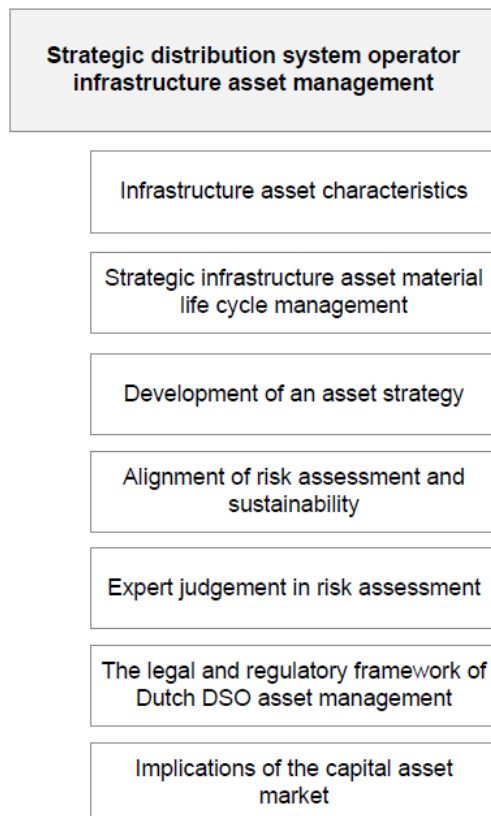 Strategic distribution system operator
infrastructure asset management
Infrastructure asset characteristics
Strategic infrastructure asset material
life cycle management
Development of an asset strategy
Alignment of risk assessment and
sustainability
Expert judgement in risk assessment
The legal and regulatory framework of
Dutch DSO asset management
Implications of the capital asset
market